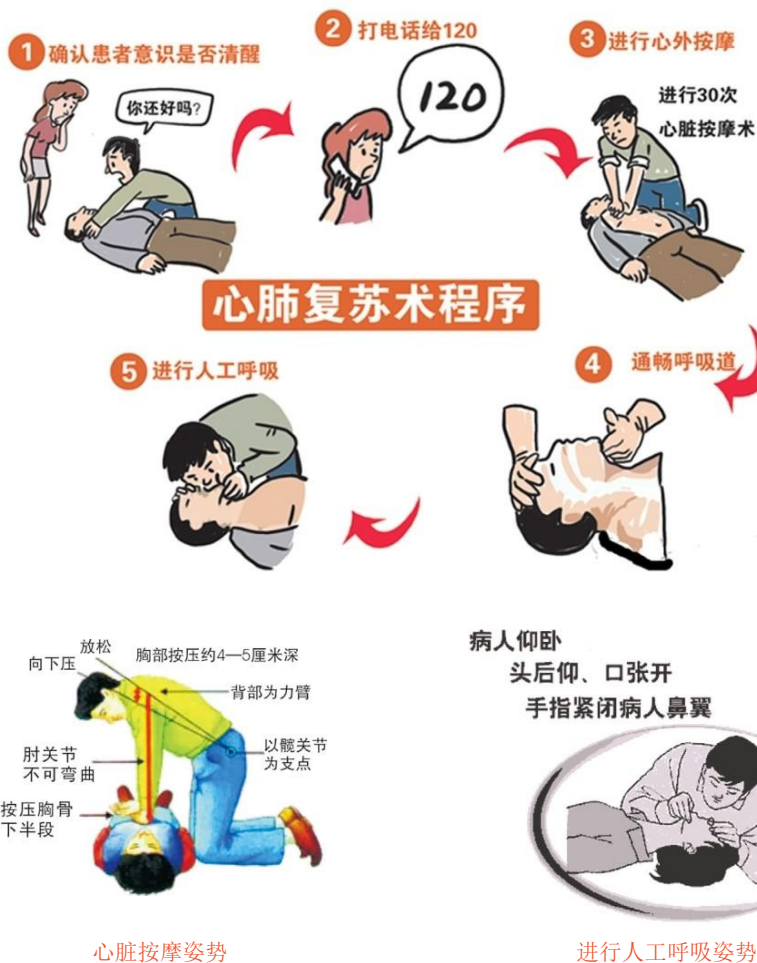 1 确认患者意识是否清醒
你还好吗?
2 打电话给120
120
3 进行心外按摩
进行30次
心脏按摩术
心肺复苏术程序
4 通畅呼吸道
5 进行人工呼吸
放松
向下压
胸部按压约4—5厘米深
背部为力臂
肘关节
不可弯曲
以髋关节
为支点
按压胸骨
下半段
心脏按摩姿势
病人仰卧
头后仰、口张开
手指紧闭病人鼻翼
进行人工呼吸姿势